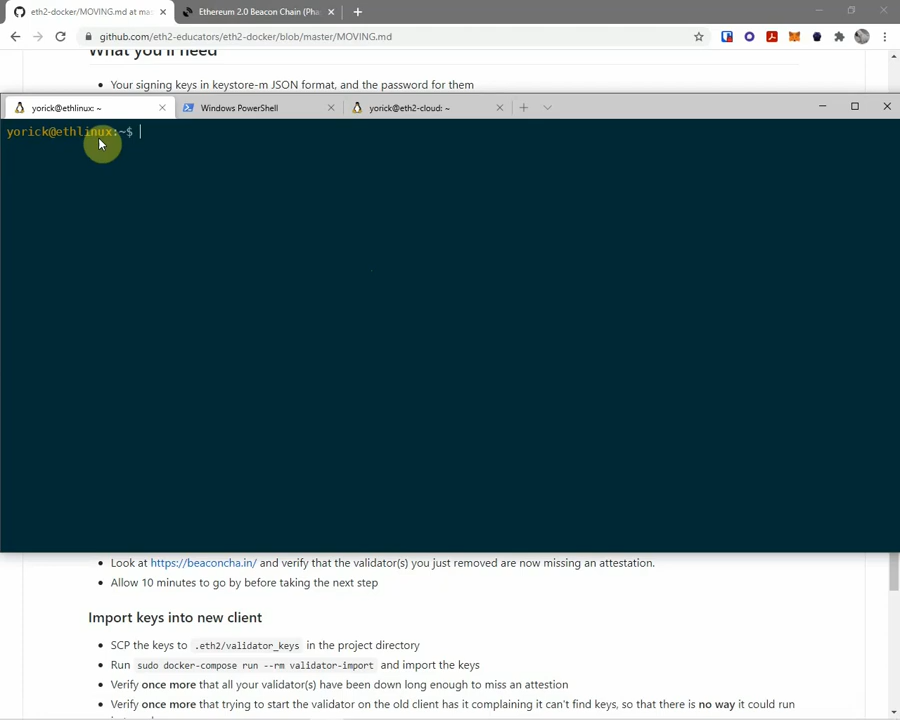 eth2-docker/MOVING.md at ma
Ethereum 2.0 Beacon Chain (Pha
github.com/eth2-educators/eth2-docker/blob/master/MOVING.md
What you'll need
Your signing keys in keystore-m JSON format, and the password for them
yorick@ethlinux: ~
Windows PowerShell
yorick@eth2-cloud: ~
yorick@ethlinux:~$
Look at https://beaconcha.in/ and verify that the validator(s) you just removed are now missing an attestation.
Allow 10 minutes to go by before taking the next step
Import keys into new client
SCP the keys to .eth2/validator_keys in the project directory
Run sudo docker-compose run --rm validator-import and import the keys
Verify once more that all your validator(s) have been down long enough to miss an attestion
Verify once more that trying to start the validator on the old client has it complaining it can't find keys, so that there is no way it could run